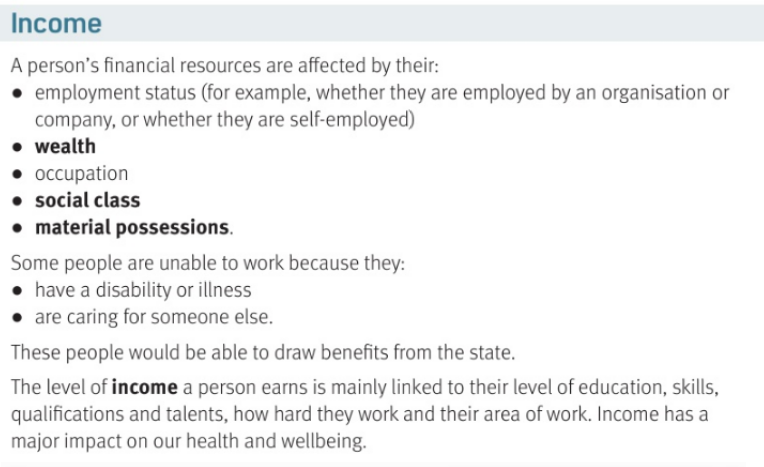 Income
A person's financial resources are affected by their:
● employment status (for example, whether they are employed by an organisation or
company, or whether they are self-employed)
● wealth
● occupation
● social class
● material possessions.
Some people are unable to work because they:
● have a disability or illness
● are caring for someone else.
These people would be able to draw benefits from the state.
The level of income a person earns is mainly linked to their level of education, skills,
qualifications and talents, how hard they work and their area of work. Income has a
major impact on our health and wellbeing.